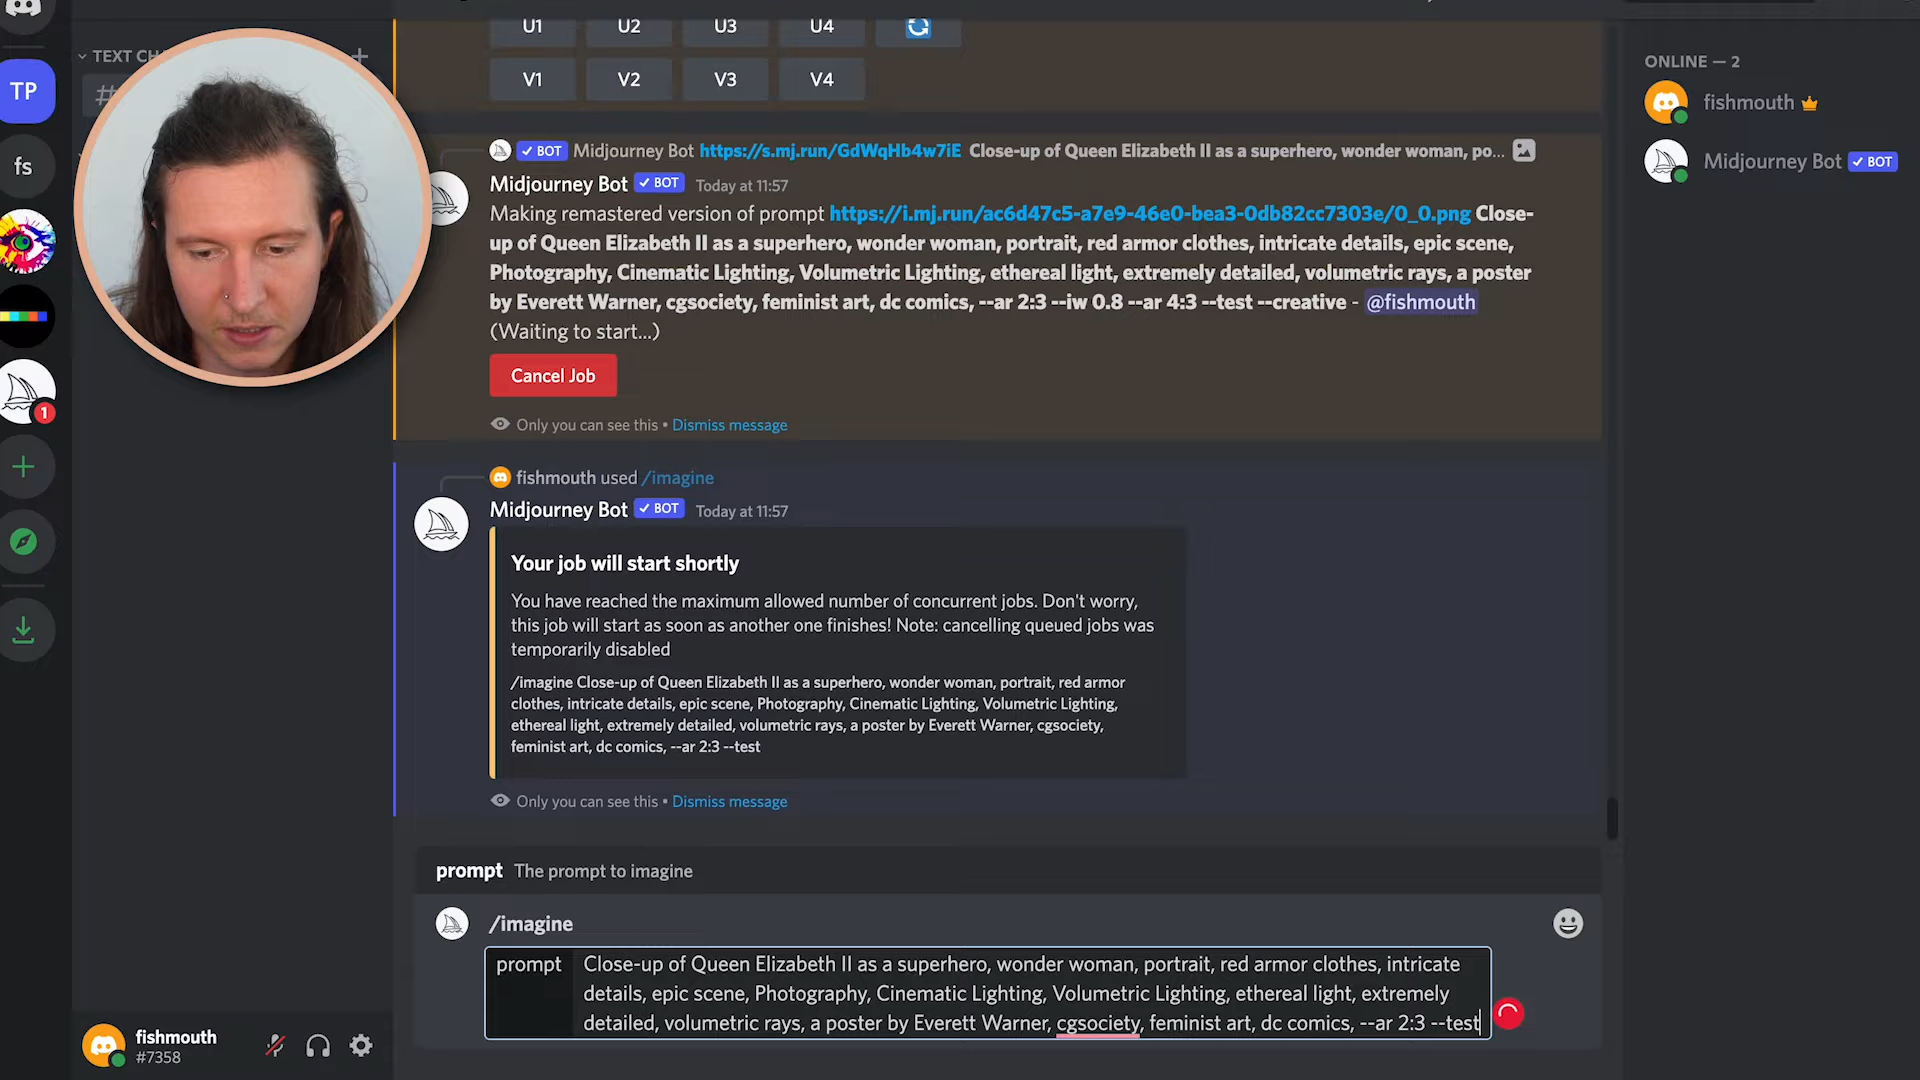 U1 U2 U3 U4
V1 V2 V3 V4
TEXT CH
#
TP
fs
1
BOT Midjourney Bot https://s.mj.run/GdWqHb4w7iE Close-up of Queen Elizabeth II as a superhero, wonder woman, po...
Midjourney Bot BOT Today at 11:57
Making remastered version of prompt https://i.mj.run/ac6d47c5-a7e9-46e0-bea3-0db82cc7303e/0_0.png Close-
up of Queen Elizabeth II as a superhero, wonder woman, portrait, red armor clothes, intricate details, epic scene,
Photography, Cinematic Lighting, Volumetric Lighting, ethereal light, extremely detailed, volumetric rays, a poster
by Everett Warner, cgsociety, feminist art, dc comics, --ar 2:3 --iw 0.8 --ar 4:3 --test --creative - @fishmouth
(Waiting to start...)
Cancel Job
Only you can see this • Dismiss message
fishmouth used /imagine
Midjourney Bot BOT Today at 11:57
Your job will start shortly
You have reached the maximum allowed number of concurrent jobs. Don't worry,
this job will start as soon as another one finishes! Note: cancelling queued jobs was
temporarily disabled
/imagine Close-up of Queen Elizabeth II as a superhero, wonder woman, portrait, red armor
clothes, intricate details, epic scene, Photography, Cinematic Lighting, Volumetric Lighting,
ethereal light, extremely detailed, volumetric rays, a poster by Everett Warner, cgsociety,
feminist art, dc comics, --ar 2:3 --test
Only you can see this • Dismiss message
prompt The prompt to imagine
/imagine
prompt Close-up of Queen Elizabeth II as a superhero, wonder woman, portrait, red armor clothes, intricate
details, epic scene, Photography, Cinematic Lighting, Volumetric Lighting, ethereal light, extremely
detailed, volumetric rays, a poster by Everett Warner, cgsociety, feminist art, dc comics, --ar 2:3 --test
fishmouth
#7358
ONLINE — 2
fishmouth
Midjourney Bot BOT